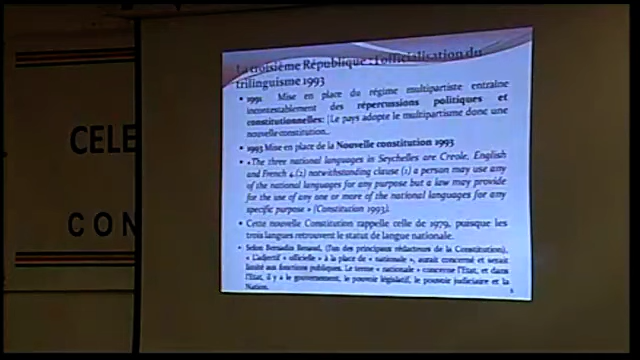 CELE
CON
La troisième République : l'officialisation du
trilinguisme 1993
• 1991 Mise en place du régime multipartiste entraîne
incontestablement des répercussions politiques et
constitutionnelles: [Le pays adopte le multipartisme donc une
nouvelle constitution.
• 1993 Mise en place de la Nouvelle constitution 1993
• «The three national languages in Seychelles are Creole, English
and French 4.(2) notwithstanding clause (1) a person may use any
of the national languages for any purpose but a law may provide
for the use of any one or more of the national languages for any
specific purpose » (Constitution 1993).
• Cette nouvelle Constitution rappelle celle de 1979, puisque les
trois langues retrouvent le statut de langue nationale.
• Selon Bernadin Renaud, (l'un des principaux rédacteurs de la Constitution),
« L'adjectif « officielle » à la place de « nationale », aurait concerné et serait
limité aux fonctions publiques. Le terme « nationale » concerne l'Etat, et dans
l'Etat, il y a le gouvernement, le pouvoir législatif, le pouvoir judiciaire et la
Nation.